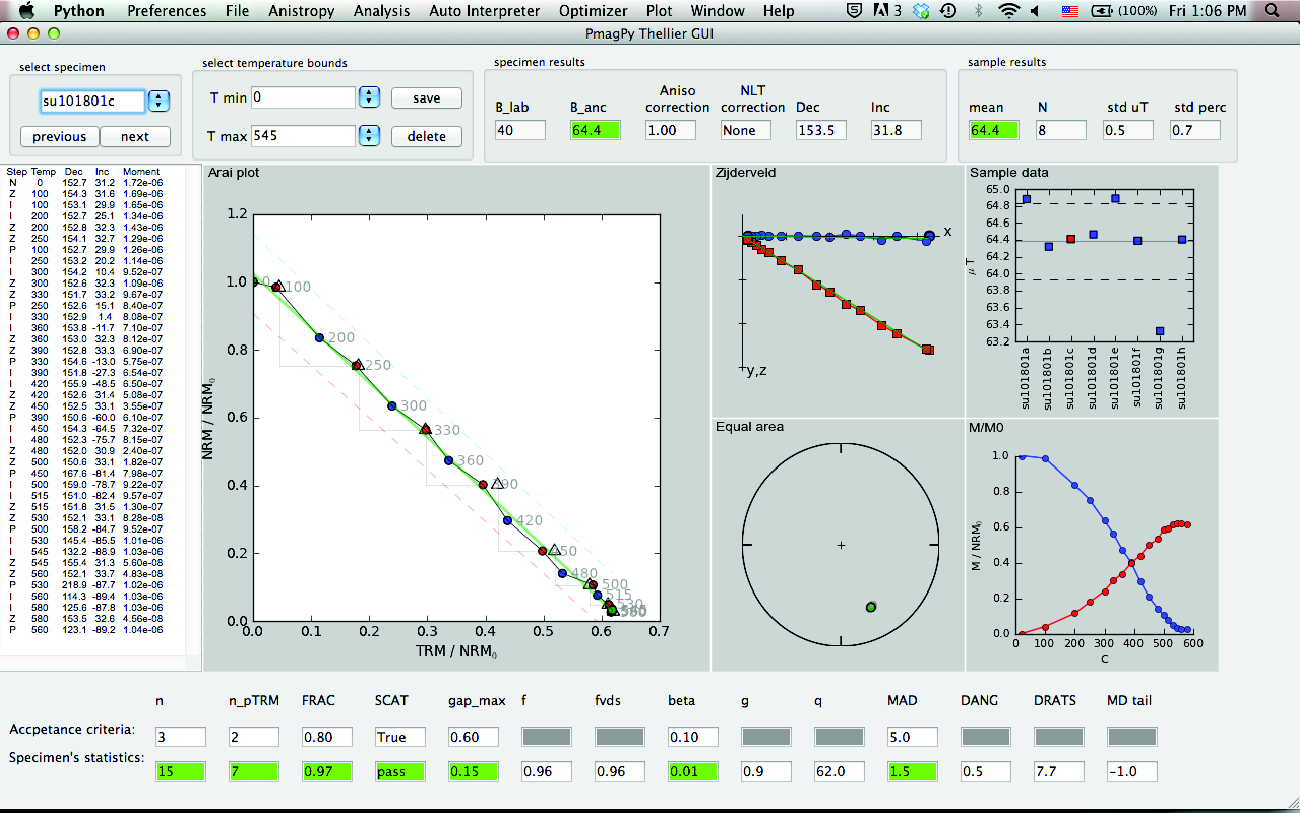 Python Preferences File Anistropy Analysis Auto Interpreter Optimizer Plot Window Help 3 (100%) Fri 1:06 PM
PmagPy Thellier GUI
select specimen
su101801c
previous next
select temperature bounds
T min 0 save
T max 545 delete
specimen results
B_lab B_anc Aniso correction NLT correction Dec Inc
40 64.4 1.00 None 153.5 31.8
sample results
mean N std uT std perc
64.4 8 0.5 0.7
Step Temp Dec Inc Moment
N 0 152.7 31.2 1.72e-06
Z 100 154.3 31.6 1.69e-06
I 100 153.1 29.9 1.65e-06
I 200 152.7 25.1 1.34e-06
Z 200 152.8 32.3 1.43e-06
Z 250 154.1 32.7 1.29e-06
P 100 152.7 29.9 1.26e-06
I 250 153.2 20.2 1.14e-06
I 300 152.4 10.4 9.52e-07
Z 300 152.6 32.3 1.09e-06
Z 330 151.7 33.2 9.67e-07
P 250 152.6 15.1 8.40e-07
I 330 152.9 1.4 8.08e-07
I 360 153.8 -11.7 7.10e-07
Z 360 153.0 32.3 8.12e-07
Z 390 152.8 33.3 6.90e-07
P 330 154.6 -13.0 5.75e-07
I 390 151.8 -27.3 6.54e-07
I 420 155.9 -48.5 6.50e-07
Z 420 152.6 31.4 5.08e-07
Z 450 152.5 33.1 3.55e-07
P 390 150.6 -60.0 6.10e-07
I 450 154.3 -64.5 7.32e-07
I 480 152.3 -75.7 8.15e-07
Z 480 152.0 30.9 2.40e-07
Z 500 150.6 33.1 1.82e-07
P 450 167.6 -81.4 7.98e-07
I 500 159.0 -78.7 9.22e-07
I 515 151.0 -82.4 9.57e-07
Z 515 151.8 31.5 1.30e-07
Z 530 152.1 33.1 8.28e-08
P 500 158.2 -84.7 9.52e-07
I 530 145.4 -85.5 1.01e-06
I 545 132.2 -88.9 1.03e-06
Z 545 155.4 31.3 5.60e-08
Z 560 152.1 33.7 4.83e-08
P 530 218.9 -87.7 1.02e-06
I 560 114.3 -89.4 1.03e-06
I 580 125.6 -87.8 1.03e-06
Z 580 153.5 32.6 4.56e-08
P 560 123.1 -89.2 1.04e-06
Arai plot
1.2
1.0
0.8
0.6
0.4
0.2
0.0
NRM / NRM0
0 100
200
250
300
330
360
420
480
500
515
530
0.0 0.1 0.2 0.3 0.4 0.5 0.6 0.7
TRM / NRM0
Zijderveld
x
y,z
Sample data
65.0
64.8
64.6
64.4
64.2
64.0
63.8
63.6
63.4
63.2
μ T
su101801a su101801b su101801c su101801d su101801e su101801f su101801g su101801h
Equal area
M/M0
1.0
0.8
0.6
0.4
0.2
0.0
M / NRM0
0 100 200 300 400 500 600
C
n n_pTRM FRAC SCAT gap_max f fvds beta g q MAD DANG DRATS MD tail
Accpetance criteria: 3 2 0.80 True 0.60 0.10 5.0
Specimen's statistics: 15 7 0.97 pass 0.15 0.96 0.96 0.01 0.9 62.0 1.5 0.5 7.7 -1.0